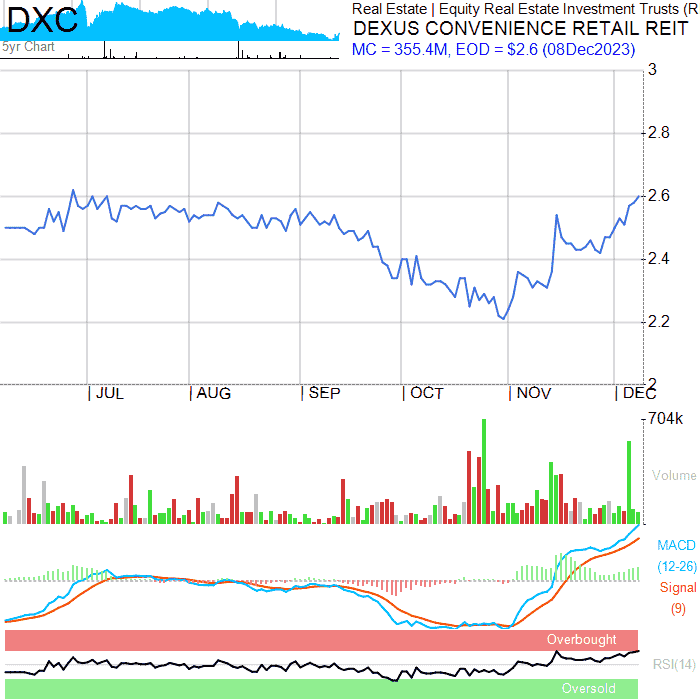 DXC
Real Estate | Equity Real Estate Investment Trusts (R
DEXUS CONVENIENCE RETAIL REIT
5yr Chart
MC = 355.4M, EOD = $2.6 (08Dec2023)
3
2.8
2.6
2.4
2.2
2
JUL AUG SEP OCT NOV DEC
704k
Volume
MACD
(12-26)
Signal
(9)
Overbought
RSI(14)
Oversold